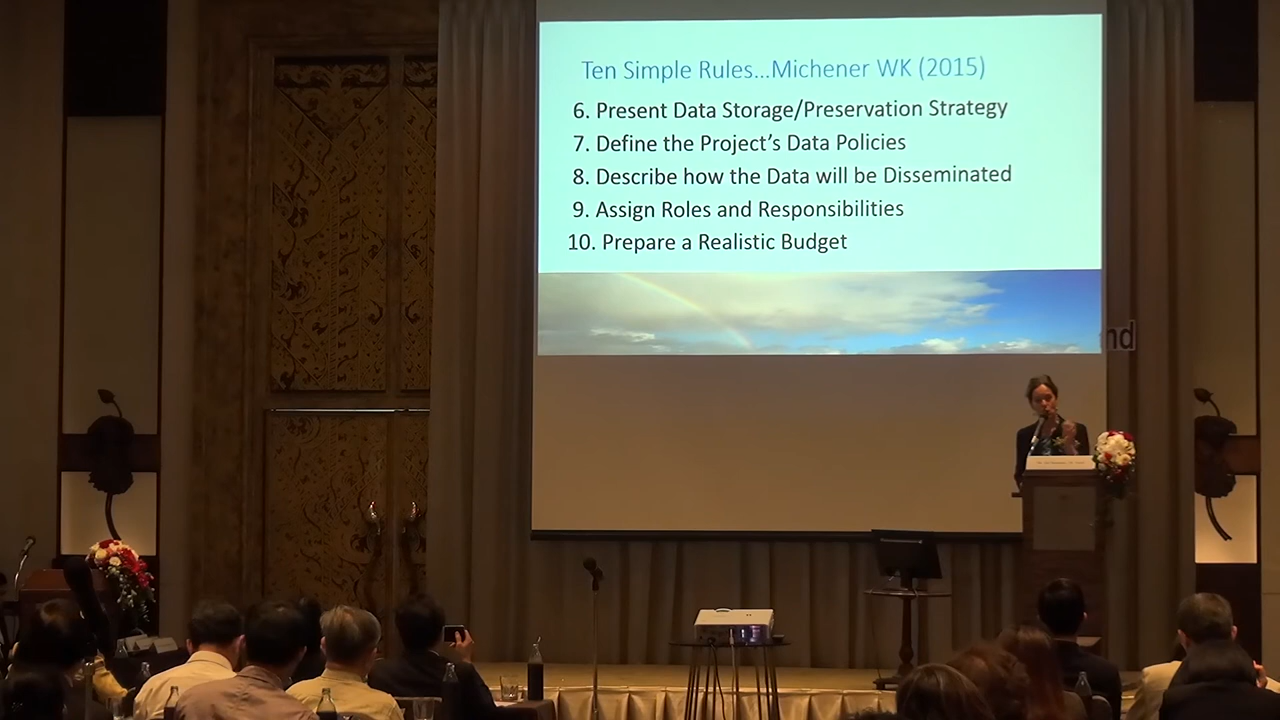 Ten Simple Rules...Michener WK (2015)
6. Present Data Storage/Preservation Strategy
7. Define the Project's Data Policies
8. Describe how the Data will be Disseminated
9. Assign Roles and Responsibilities
10. Prepare a Realistic Budget
nd